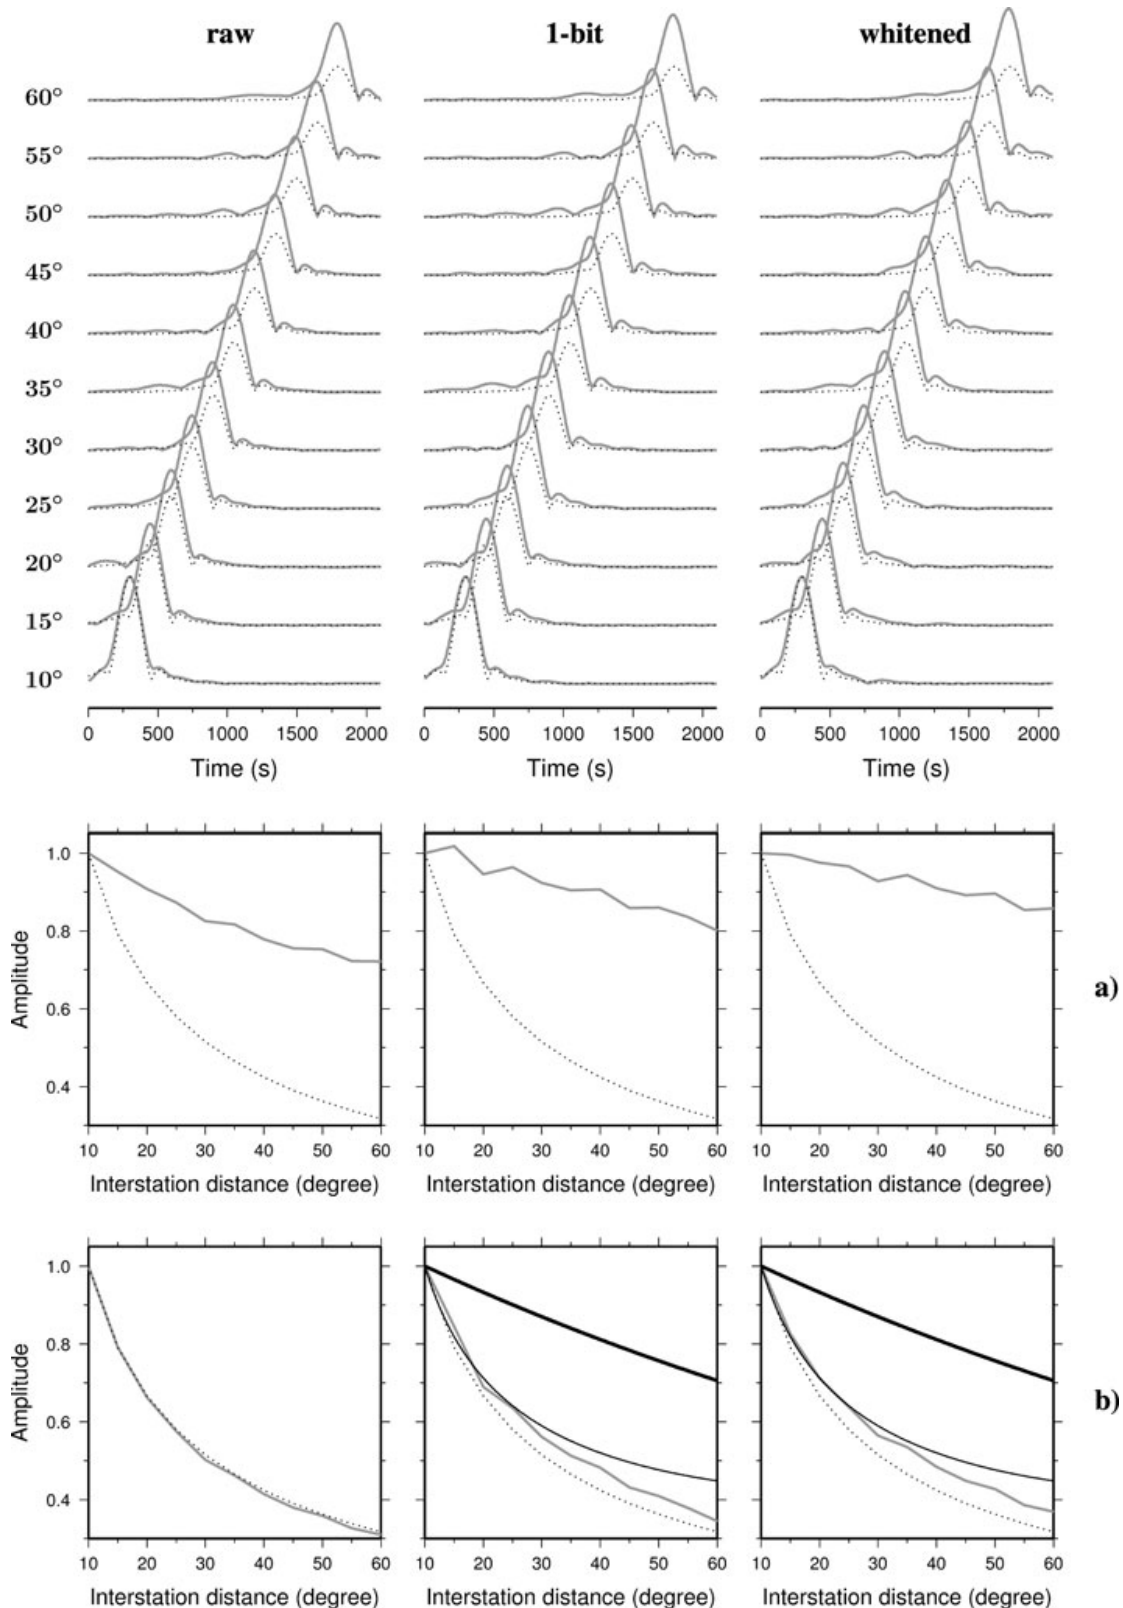 raw 1-bit whitened
60°
55°
50°
45°
40°
35°
30°
25°
20°
15°
10°
0 500 1000 1500 2000 0 500 1000 1500 2000 0 500 1000 1500 2000
Time (s) Time (s) Time (s)
1.0
0.8
0.6
0.4
Amplitude
a)
10 20 30 40 50 60 10 20 30 40 50 60 10 20 30 40 50 60
Interstation distance (degree) Interstation distance (degree) Interstation distance (degree)
1.0
0.8
0.6
0.4
Amplitude
b)
10 20 30 40 50 60 10 20 30 40 50 60 10 20 30 40 50 60
Interstation distance (degree) Interstation distance (degree) Interstation distance (degree)